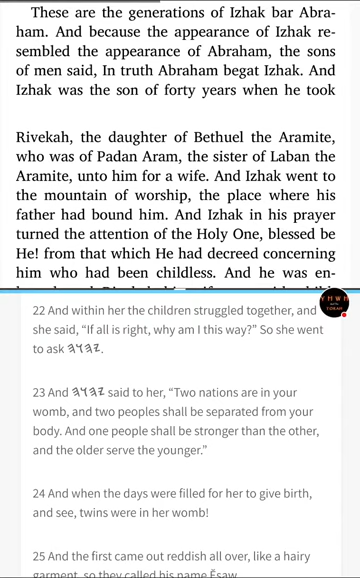 These are the generations of Izhak bar Abra-
ham. And because the appearance of Izhak re-
sembled the appearance of Abraham, the sons
of men said, In truth Abraham begat Izhak. And
Izhak was the son of forty years when he took
Rivekah, the daughter of Bethuel the Aramite,
who was of Padan Aram, the sister of Laban the
Aramite, unto him for a wife. And Izhak went to
the mountain of worship, the place where his
father had bound him. And Izhak in his prayer
turned the attention of the Holy One, blessed be
He! from that which He had decreed concerning
him who had been childless. And he was en-
22 And within her the children struggled together, and
she said, “If all is right, why am I this way?” So she went
to ask 𐤉𐤄𐤅𐤄.
23 And 𐤉𐤄𐤅𐤄 said to her, “Two nations are in your
womb, and two peoples shall be separated from your
body. And one people shall be stronger than the other,
and the older serve the younger.”
24 And when the days were filled for her to give birth,
and see, twins were in her womb!
25 And the first came out reddish all over, like a hairy
garment, so they called his name Ěsaw